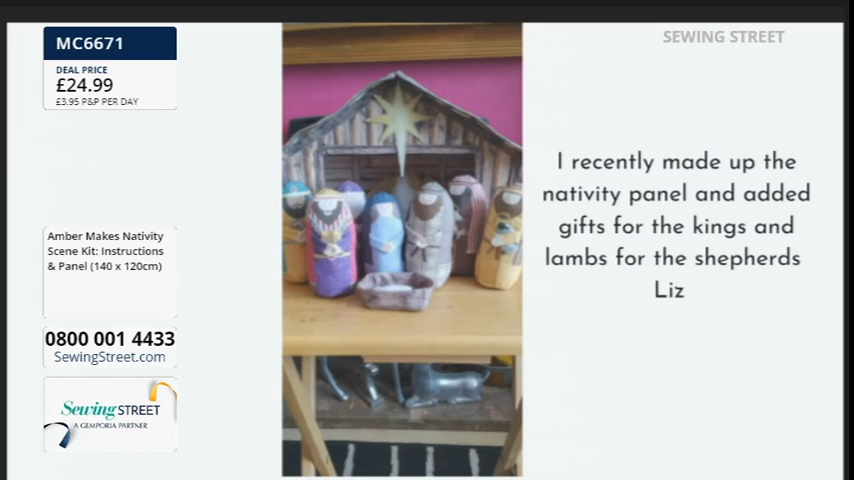 MC6671
DEAL PRICE
£24.99
£3.95 P&P PER DAY
Amber Makes Nativity
Scene Kit: Instructions
& Panel (140 x 120cm)
0800 001 4433
SewingStreet.com
Sewing STREET
A GEMPORIA PARTNER
SEWING STREET
I recently made up the
nativity panel and added
gifts for the kings and
lambs for the shepherds
Liz